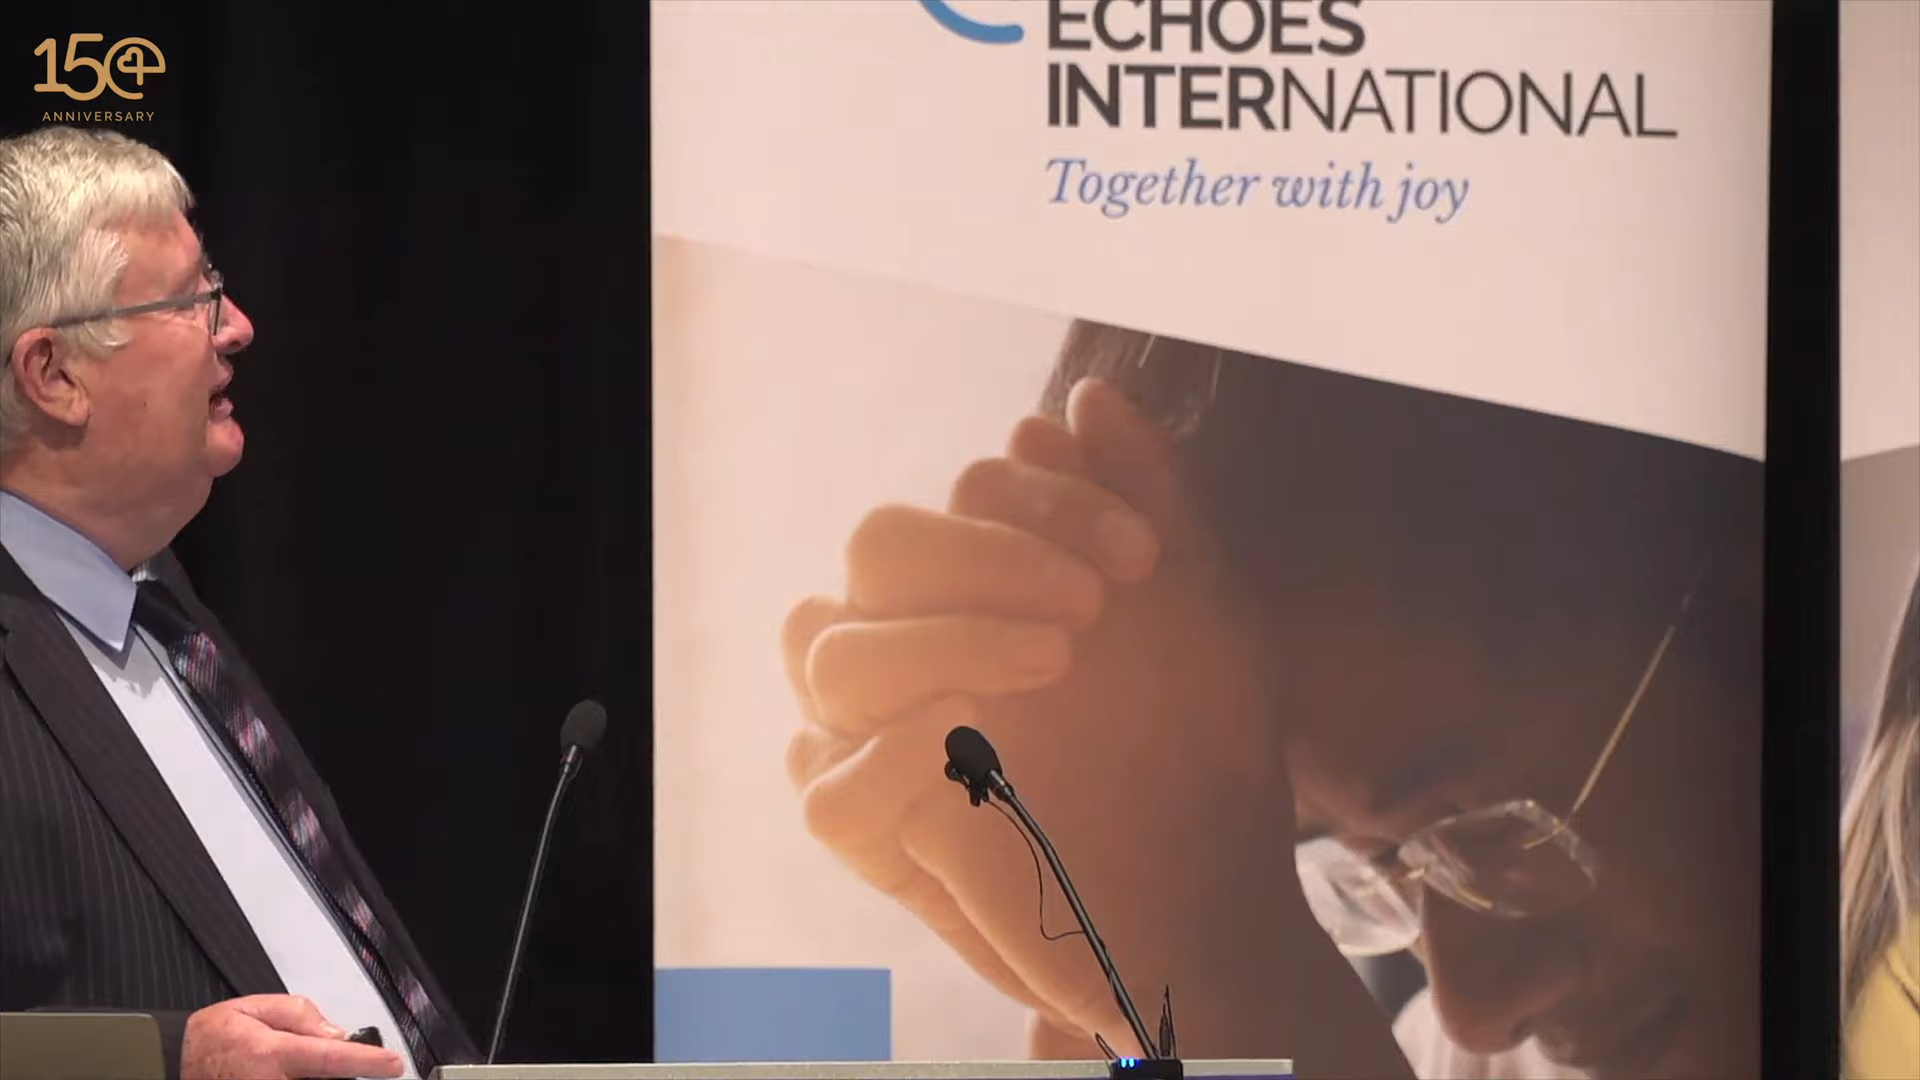 150
ANNIVERSARY
ECHOES
INTERNATIONAL
Together with joy